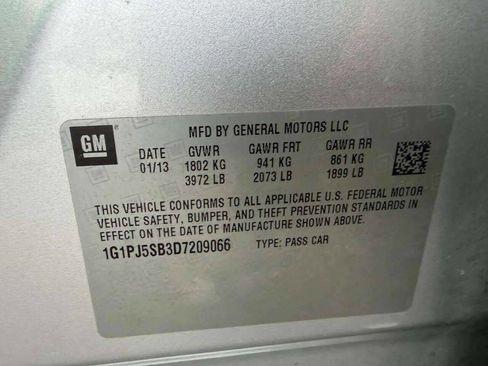 GM
MFD BY GENERAL MOTORS LLC
DATE GVWR GAWR FRT GAWR RR
01/13 1802 KG 941 KG 861 KG
3972 LB 2073 LB 1899 LB
THIS VEHICLE CONFORMS TO ALL APPLICABLE U.S. FEDERAL MOTOR
VEHICLE SAFETY, BUMPER, AND THEFT PREVENTION STANDARDS IN
EFFECT ON THE DATE OF MANUFACTURE SHOWN ABOVE.
1G1PJ5SB3D7209066 TYPE: PASS CAR